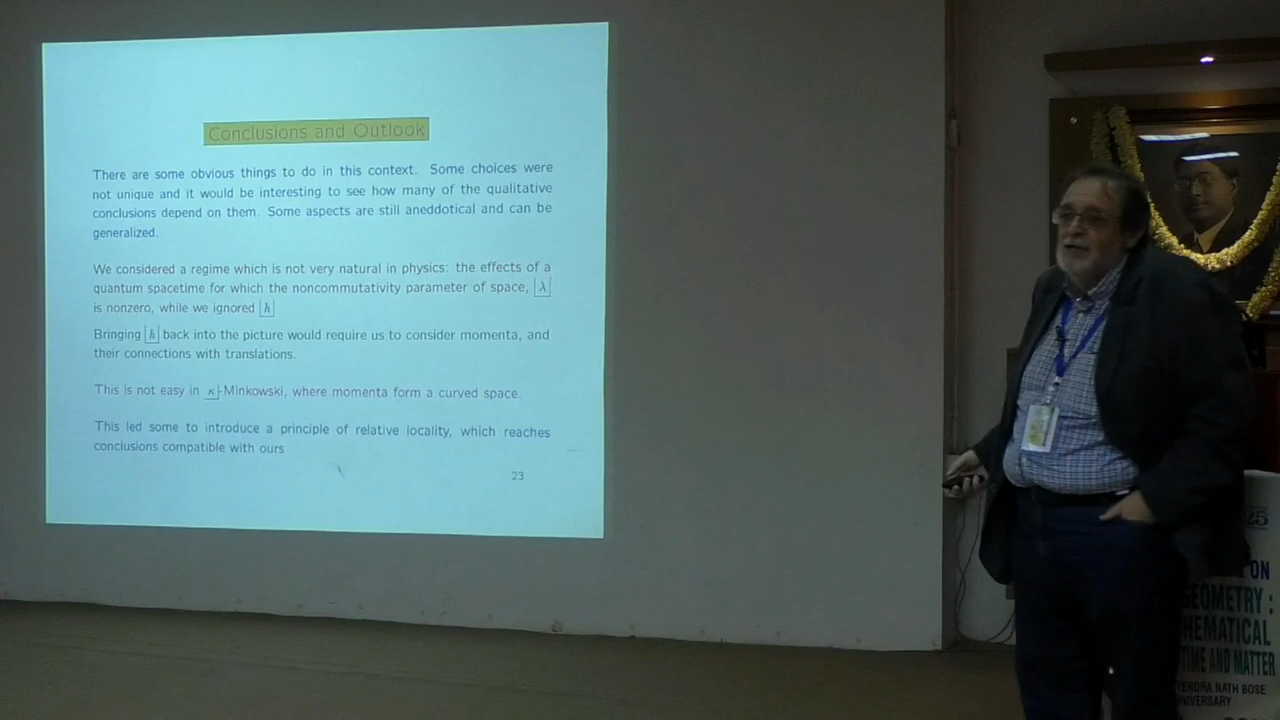 Conclusions and Outlook
There are some obvious things to do in this context. Some choices were
not unique and it would be interesting to see how many of the qualitative
conclusions depend on them. Some aspects are still aneddotical and can be
generalized.
We considered a regime which is not very natural in physics: the effects of a
quantum spacetime for which the noncommutativity parameter of space, λ
is nonzero, while we ignored ħ
Bringing ħ back into the picture would require us to consider momenta, and
their connections with translations.
This is not easy in κ-Minkowski, where momenta form a curved space.
This led some to introduce a principle of relative locality, which reaches
conclusions compatible with ours
23
25
ON
GEOMETRY :
TIME AND MATTER
NATH BOSE